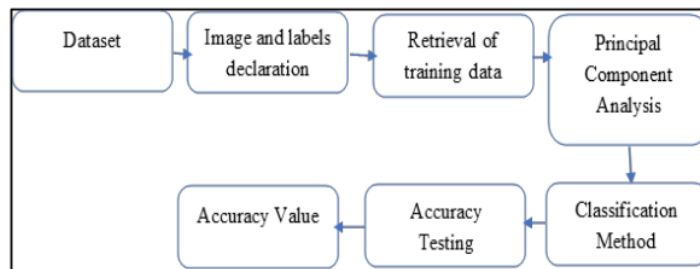 Dataset
Image and labels
declaration
Retrieval of
training data
Principal
Component
Analysis
Classification
Method
Accuracy
Testing
Accuracy Value